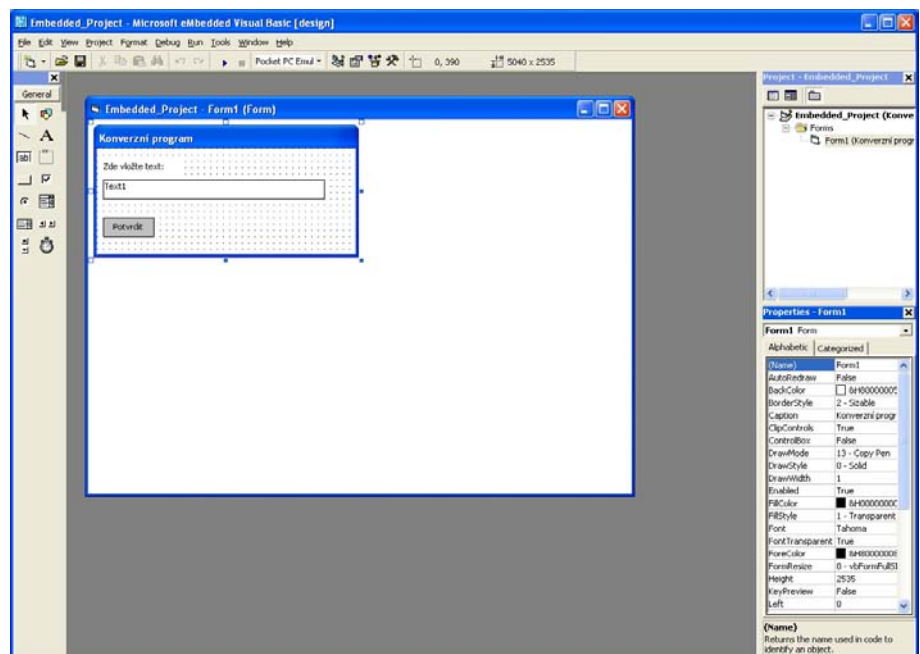 Embedded_Project - Microsoft eMbedded Visual Basic [design]
File Edit View Project Format Debug Run Tools Window Help
Pocket PC Emul 0, 390 5040 x 2535
General
A
ab|
Embedded_Project - Form1 (Form)
Konverzní program
Zde vložte text:
Text1
Potvrdit
Project - Embedded_Project
Embedded_Project (Konve
Forms
Form1 (Konverzní progr
Properties - Form1
Form1 Form
Alphabetic Categorized
(Name) Form1
AutoRedraw False
BackColor &H80000005
BorderStyle 2 - Sizable
Caption Konverzní progr
ClipControls True
ControlBox False
DrawMode 13 - Copy Pen
DrawStyle 0 - Solid
DrawWidth 1
Enabled True
FillColor &H0000000C
FillStyle 1 - Transparent
Font Tahoma
FontTransparent True
ForeColor &H80000008
FormResize 0 - vbFormFullSI
Height 2535
KeyPreview False
Left 0
(Name)
Returns the name used in code to
identify an object.